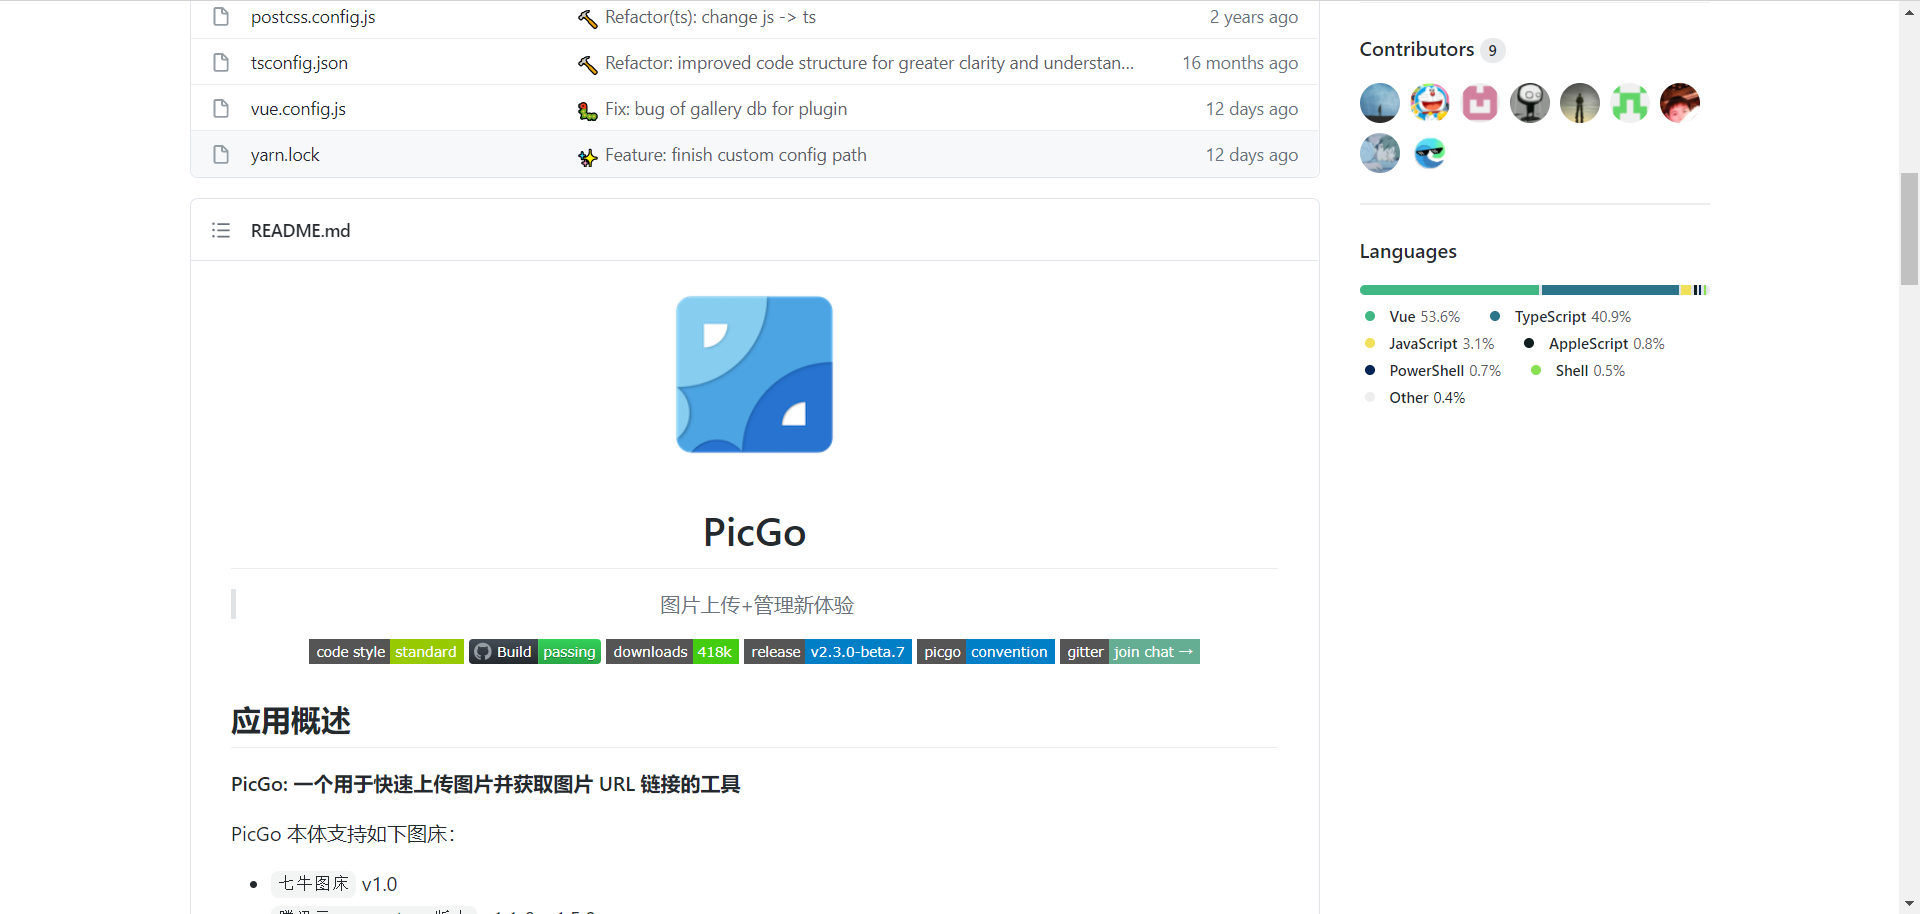 postcss.config.js Refactor(ts): change js -> ts 2 years ago
tsconfig.json Refactor: improved code structure for greater clarity and understan... 16 months ago
vue.config.js Fix: bug of gallery db for plugin 12 days ago
yarn.lock Feature: finish custom config path 12 days ago
README.md
PicGo
图片上传+管理新体验
code style standard Build passing downloads 418k release v2.3.0-beta.7 picgo convention gitter join chat →
应用概述
PicGo: 一个用于快速上传图片并获取图片 URL 链接的工具
PicGo 本体支持如下图床：
七牛图床 v1.0
Contributors 9
Languages
Vue 53.6% TypeScript 40.9%
JavaScript 3.1% AppleScript 0.8%
PowerShell 0.7% Shell 0.5%
Other 0.4%